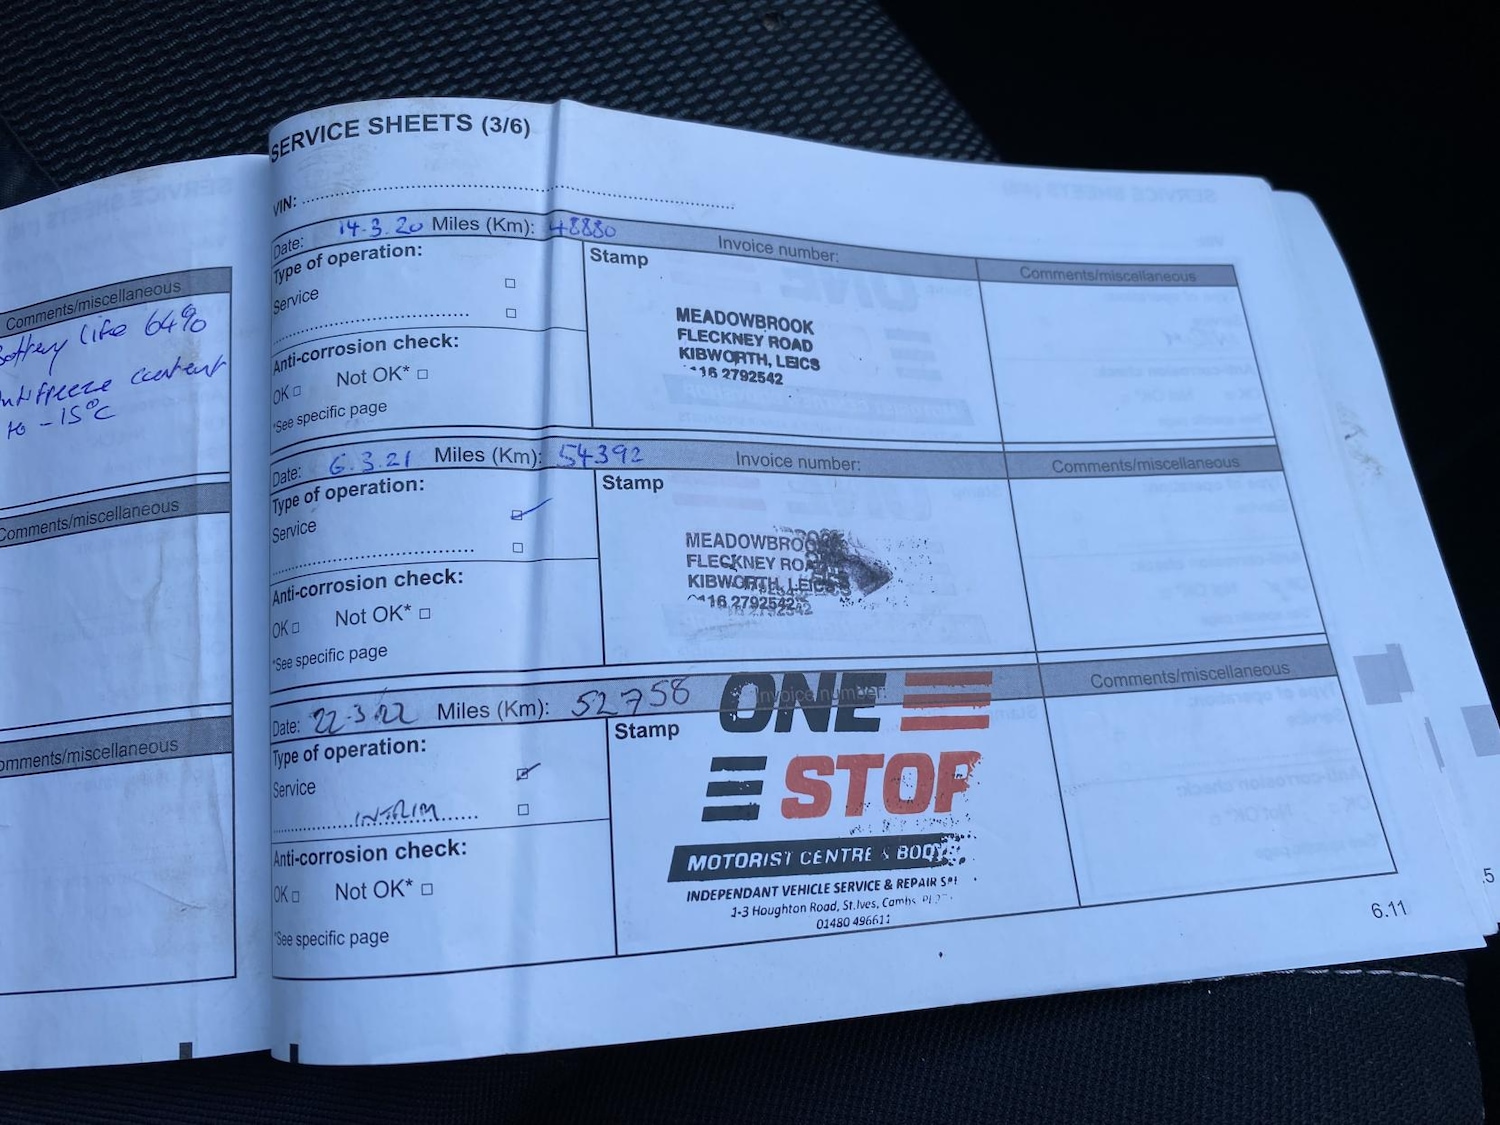 Comments/miscellaneous
Battery life 64%
Antifreeze content
to -15°C
Comments/miscellaneous
Comments/miscellaneous
SERVICE SHEETS (3/6)
VIN:
Date: 14.3.20 Miles (Km): 48880 Invoice number: Comments/miscellaneous
Type of operation:
Stamp
Service
MEADOWBROOK
FLECKNEY ROAD
KIBWORTH, LEICS
116 2792542
Anti-corrosion check:
OK □ Not OK* □
*See specific page
Date: 6.3.21 Miles (Km): 54392 Invoice number: Comments/miscellaneous
Type of operation:
Stamp
Service
MEADOWBROOK
FLECKNEY ROAD
KIBWORTH, LEICS
0116 2792542
Anti-corrosion check:
OK □ Not OK* □
*See specific page
Date: 22.3.22 Miles (Km): 52758 Invoice number: Comments/miscellaneous
Type of operation:
Stamp
Service
INTERIM
ONE
STOP
MOTORIST CENTRE & BODY
INDEPENDANT VEHICLE SERVICE & REPAIR
1-3 Houghton Road, St.Ives, Cambs
01480 496611
Anti-corrosion check:
OK □ Not OK* □
*See specific page
6.11
.5